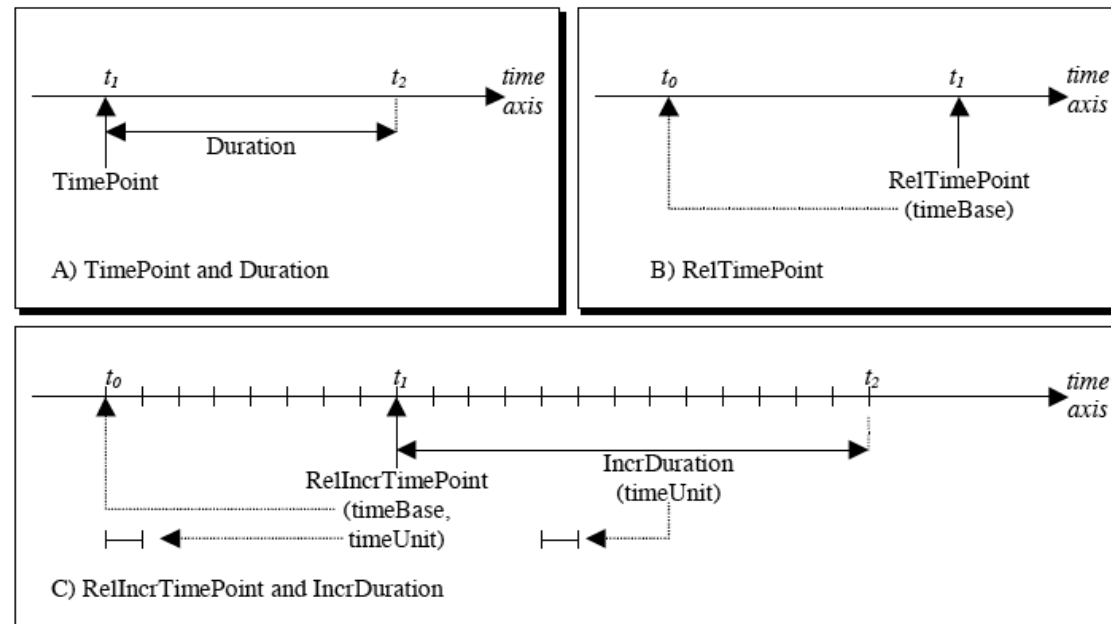 t1 t2 time
axis
Duration
TimePoint
A) TimePoint and Duration
t0 t1 time
axis
RelTimePoint
(timeBase)
B) RelTimePoint
t0 t1 t2 time
axis
IncrDuration
(timeUnit)
RelIncrTimePoint
(timeBase,
timeUnit)
C) RelIncrTimePoint and IncrDuration